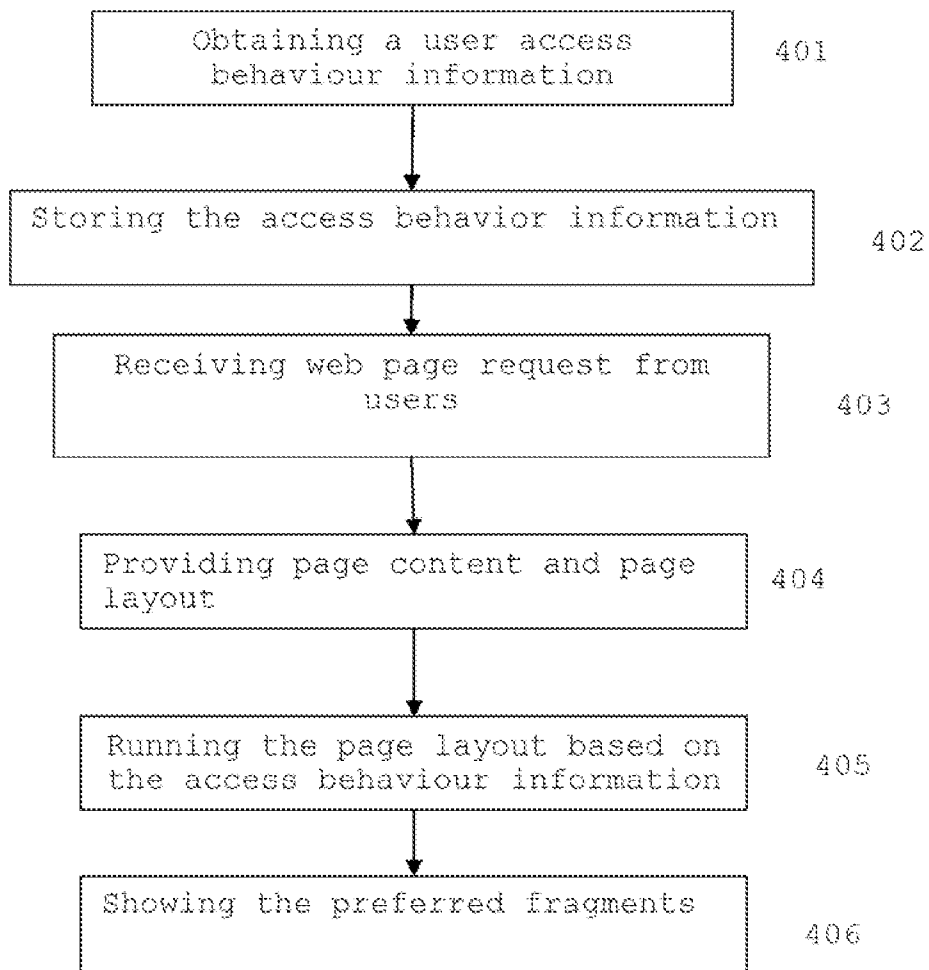 Obtaining a user access
behaviour information
401
Storing the access behavior information
402
Receiving web page request from
users
403
Providing page content and page
layout
404
Running the page layout based on
the access behaviour information
405
Showing the preferred fragments
406